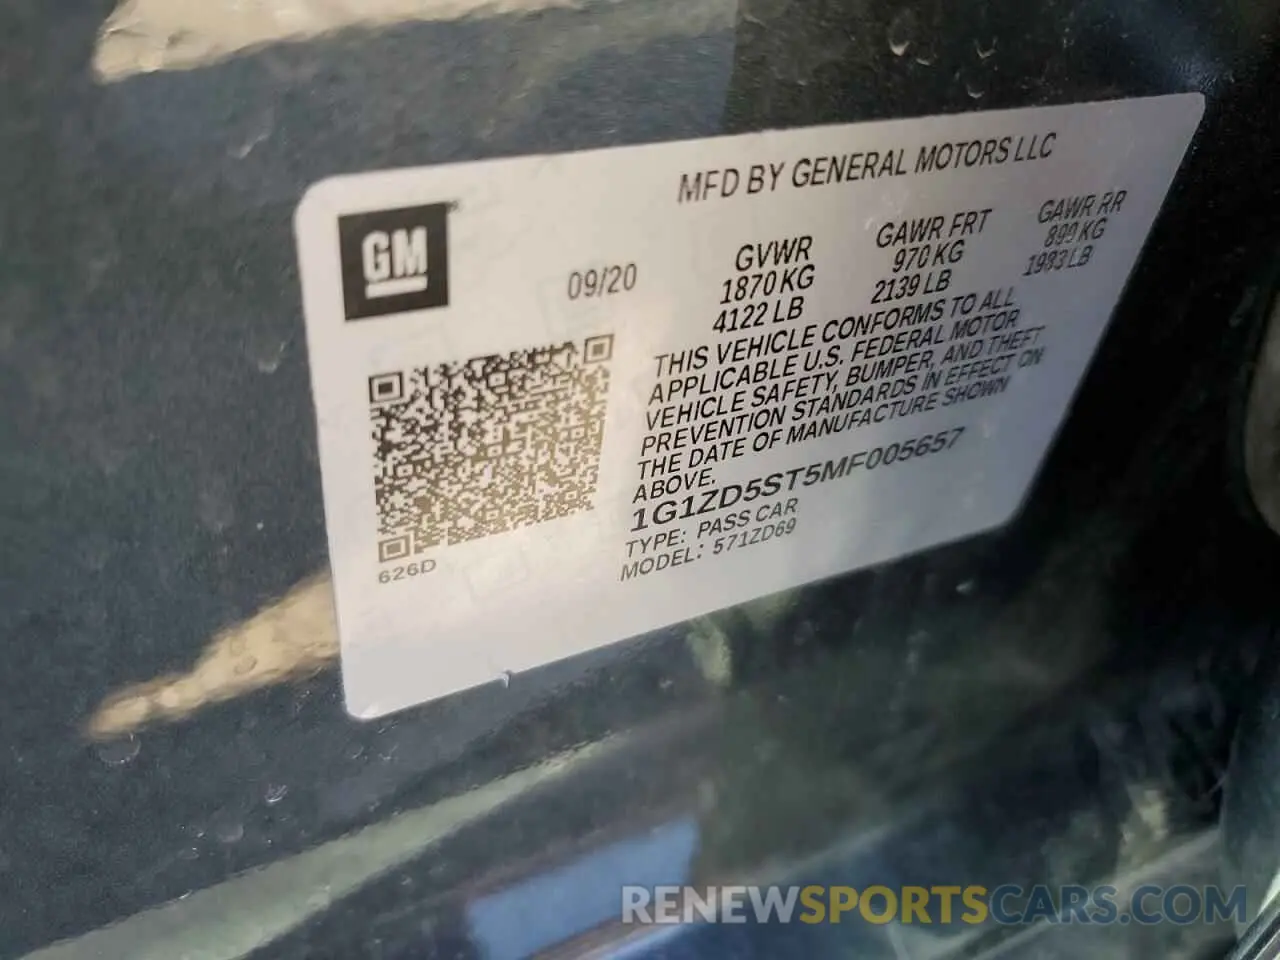 MFD BY GENERAL MOTORS LLC
GM
09/20
GVWR GAWR FRT GAWR RR
1870 KG 970 KG 899 KG
4122 LB 2139 LB 1983 LB
THIS VEHICLE CONFORMS TO ALL
APPLICABLE U.S. FEDERAL MOTOR
VEHICLE SAFETY, BUMPER, AND THEFT
PREVENTION STANDARDS IN EFFECT ON
THE DATE OF MANUFACTURE SHOWN
ABOVE.
1G1ZD5ST5MF005657
TYPE: PASS CAR
MODEL: 571ZD69
626D
RENEWSPORTSCARS.COM